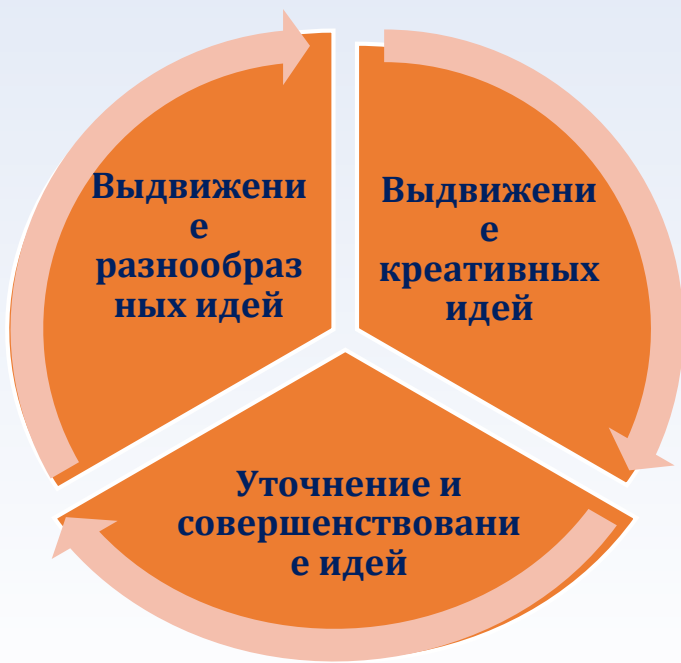 Выдвижени
е
разнообраз
ных идей
Выдвижени
е
креативных
идей
Уточнение и
совершенствовани
е идей